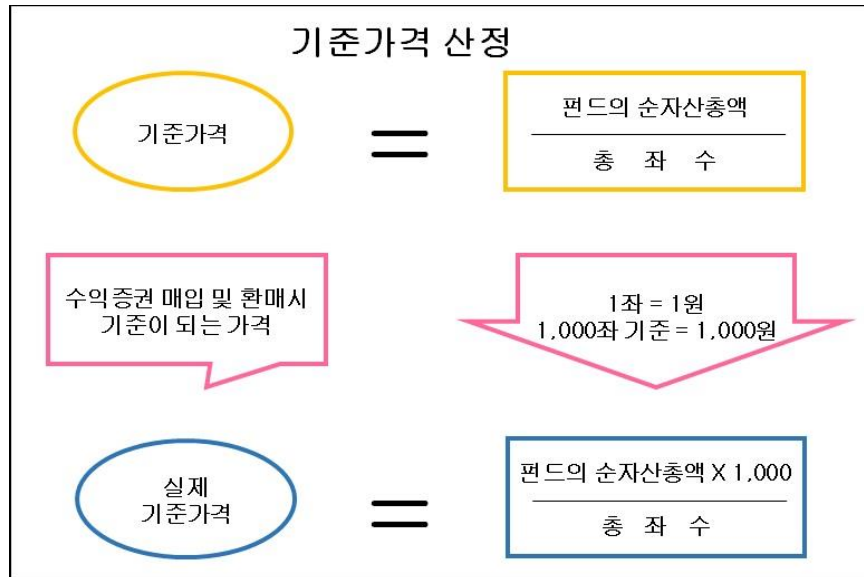 기준가격 산정
기준가격
=
펀드의 순자산총액
총 좌 수
수익증권 매입 및 환매시
기준이 되는 가격
1좌 = 1원
1,000좌 기준 = 1,000원
실제
기준가격
=
펀드의 순자산총액 X 1,000
총 좌 수